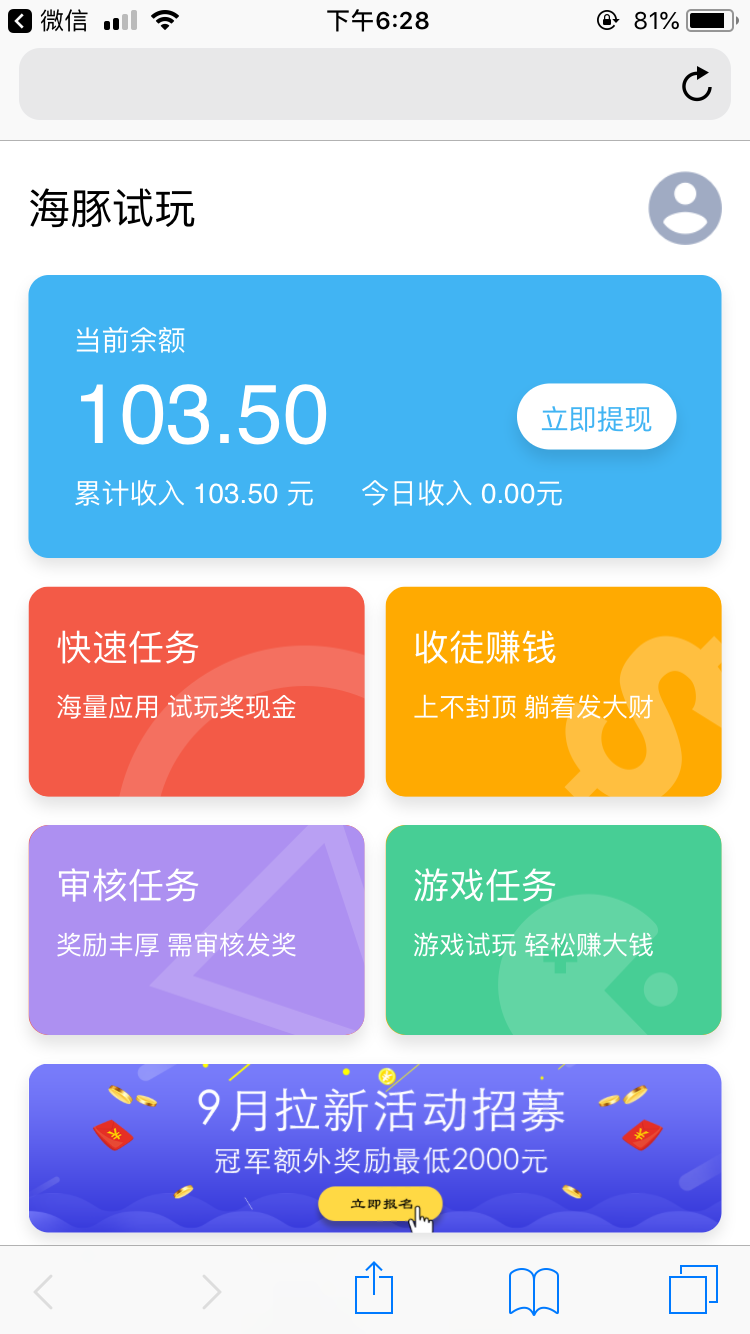 微信 下午6:28 81%
海豚试玩
当前余额
103.50
立即提现
累计收入 103.50 元 今日收入 0.00元
快速任务
海量应用 试玩奖现金
收徒赚钱
上不封顶 躺着发大财
审核任务
奖励丰厚 需审核发奖
游戏任务
游戏试玩 轻松赚大钱
9月拉新活动招募
冠军额外奖励最低2000元
立即报名